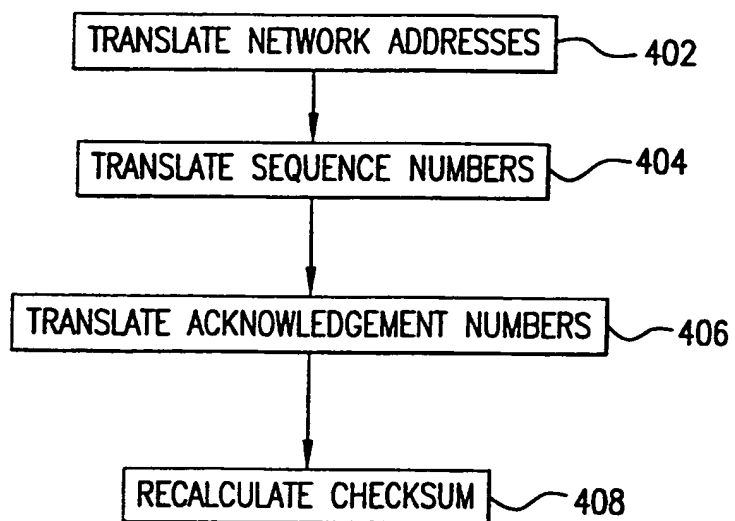 TRANSLATE NETWORK ADDRESSES 402
TRANSLATE SEQUENCE NUMBERS 404
TRANSLATE ACKNOWLEDGEMENT NUMBERS 406
RECALCULATE CHECKSUM 408